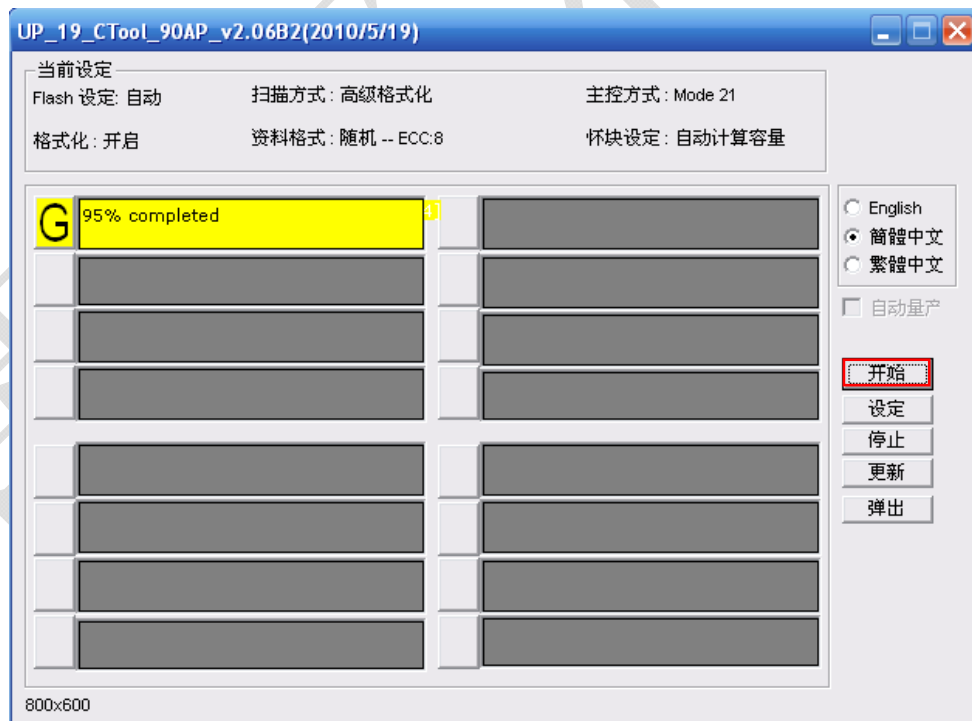 UP_19_CTool_90AP_v2.06B2(2010/5/19)
当前设定
Flash 设定: 自动 扫描方式 : 高级格式化 主控方式 : Mode 21
格式化 : 开启 资料格式 : 随机 -- ECC:8 怀块设定 : 自动计算容量
G 95% completed
English
簡體中文
繁體中文
自动量产
开始
设定
停止
更新
弹出
800x600